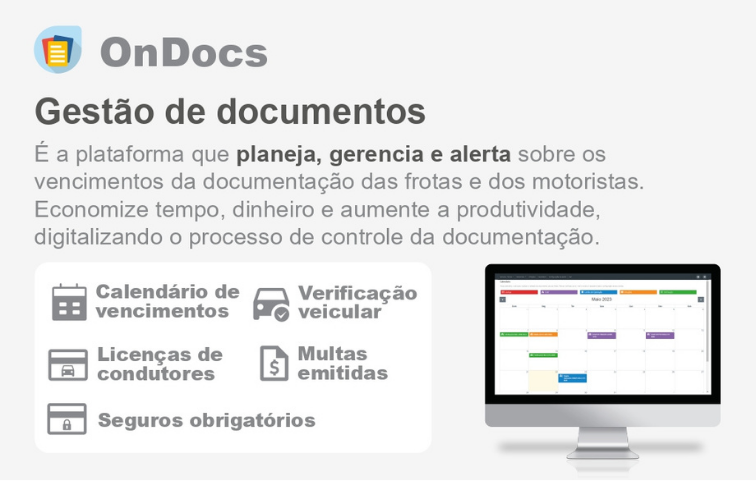 OnDocs
Gestão de documentos
É a plataforma que planeja, gerencia e alerta sobre os
vencimentos da documentação das frotas e dos motoristas.
Economize tempo, dinheiro e aumente a produtividade,
digitalizando o processo de controle da documentação.
Calendário de
vencimentos
Verificação
veicular
Licenças de
condutores
Multas
emitidas
Seguros obrigatórios
Maio 2023